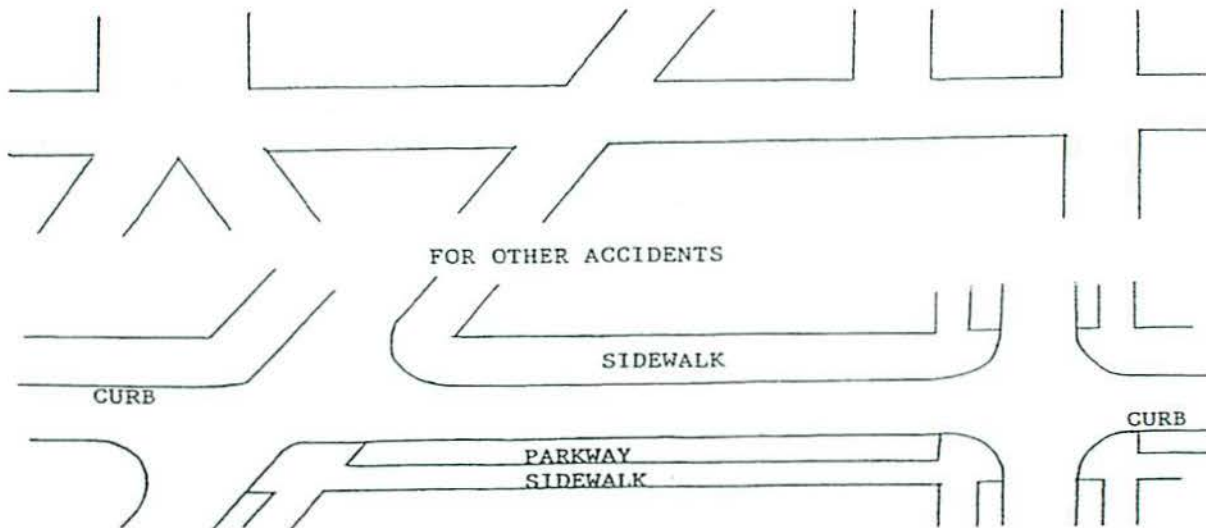 FOR OTHER ACCIDENTS
SIDEWALK
CURB
CURB
PARKWAY
SIDEWALK